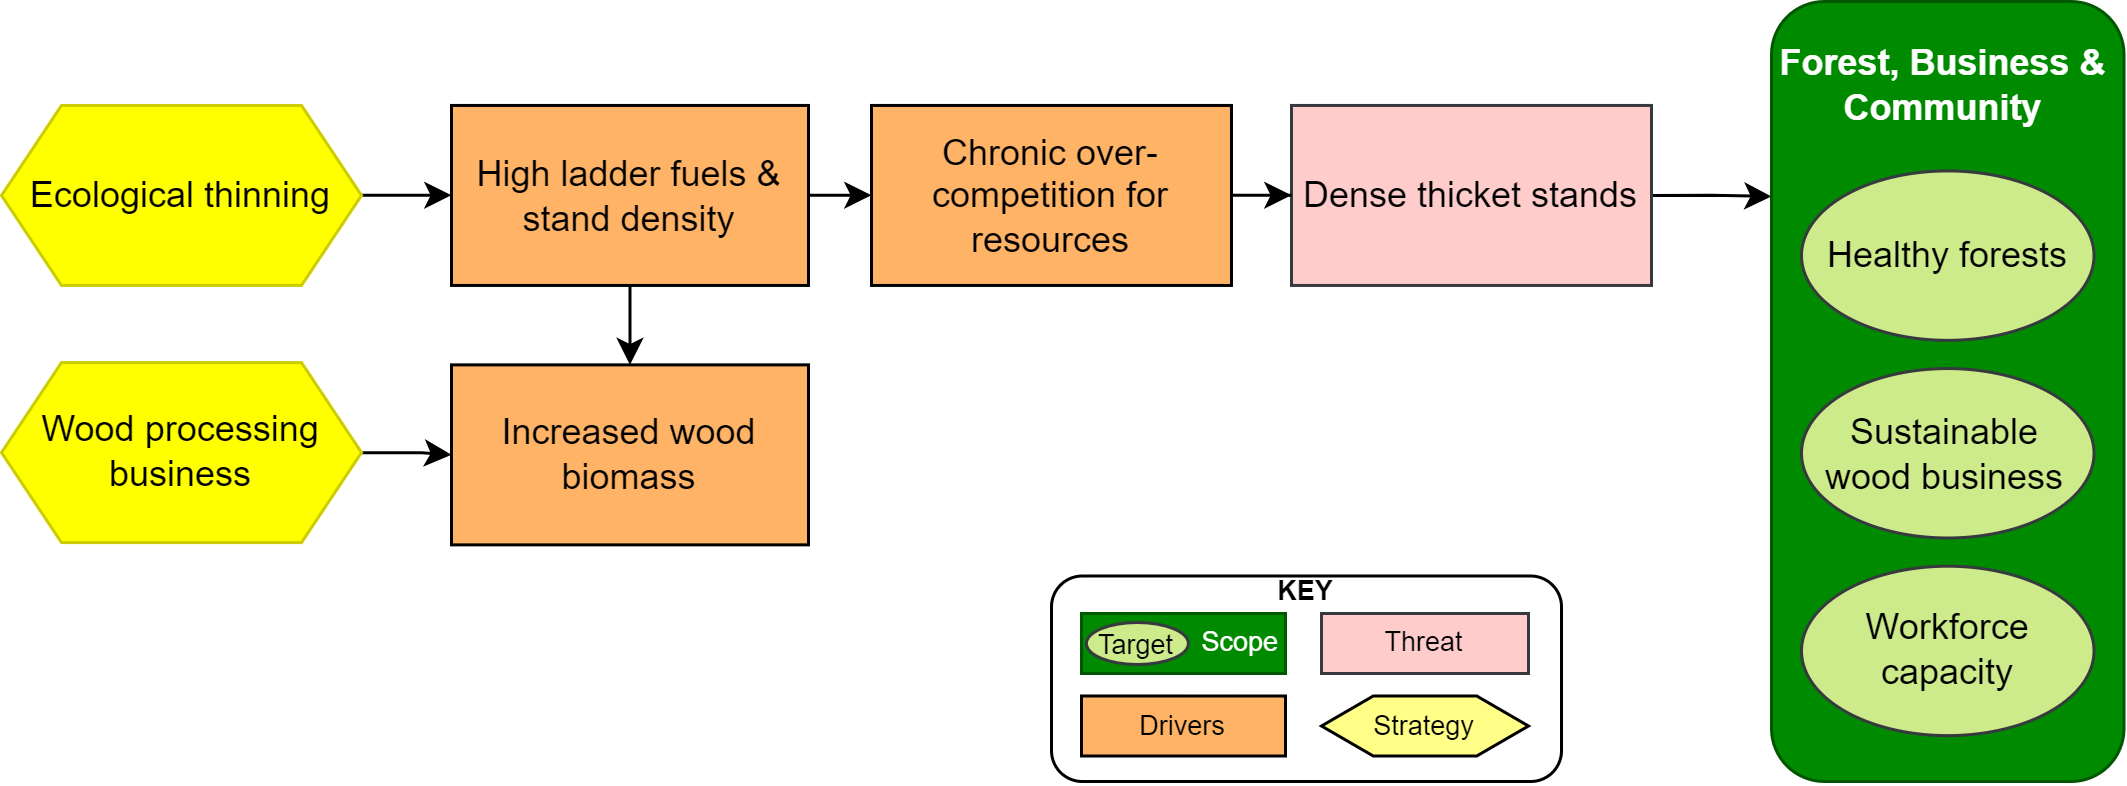 Forest, Business &
Community
Ecological thinning
High ladder fuels &
stand density
Chronic over-
competition for
resources
Dense thicket stands
Healthy forests
Wood processing
business
Increased wood
biomass
Sustainable
wood business
Workforce
capacity
KEY
Target
Scope
Threat
Drivers
Strategy